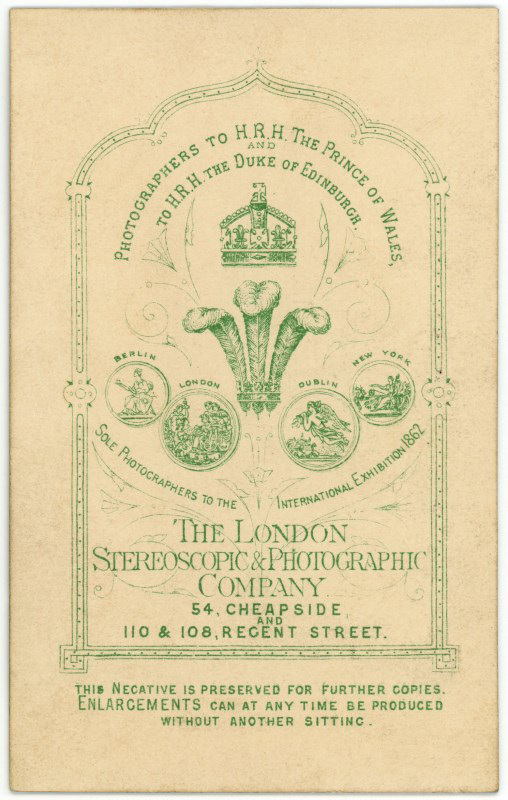 PHOTOGRAPHERS TO H.R.H. THE PRINCE OF WALES,
AND
TO H.R.H. THE DUKE OF EDINBURGH.
BERLIN
LONDON
DUBLIN
NEW YORK
SOLE PHOTOGRAPHERS TO THE INTERNATIONAL EXHIBITION 1862
THE LONDON
STEREOSCOPIC & PHOTOGRAPHIC
COMPANY
54, CHEAPSIDE,
AND
110 & 108, REGENT STREET.
THIS NEGATIVE IS PRESERVED FOR FURTHER COPIES.
ENLARGEMENTS CAN AT ANY TIME BE PRODUCED
WITHOUT ANOTHER SITTING.